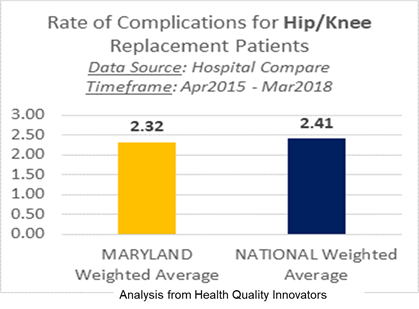 Rate of Complications for Hip/Knee
Replacement Patients
Data Source: Hospital Compare
Timeframe: Apr2015 - Mar2018
3.00
2.50
2.00
1.50
1.00
0.50
0.00
2.32
2.41
MARYLAND
Weighted Average
NATIONAL Weighted
Average
Analysis from Health Quality Innovators